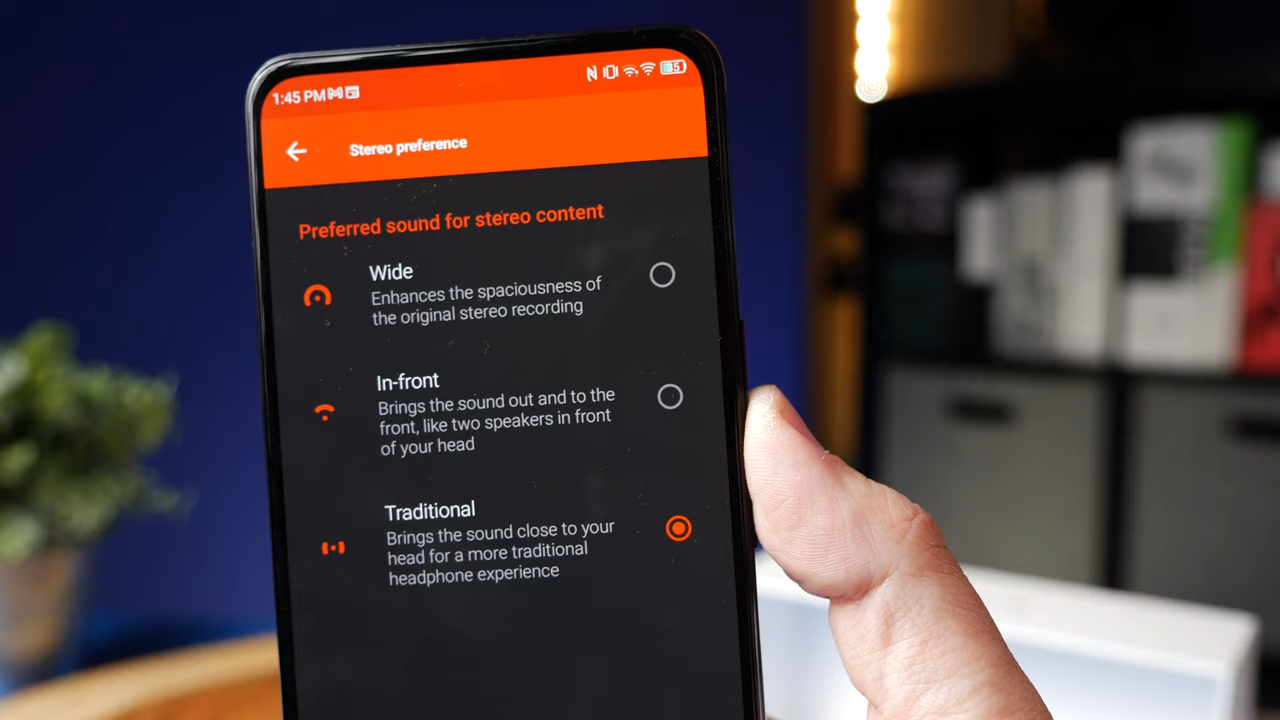 1:45 PM
85
Stereo preference
Preferred sound for stereo content
Wide
Enhances the spaciousness of
the original stereo recording
In-front
Brings the sound out and to the
front, like two speakers in front
of your head
Traditional
Brings the sound close to your
head for a more traditional
headphone experience